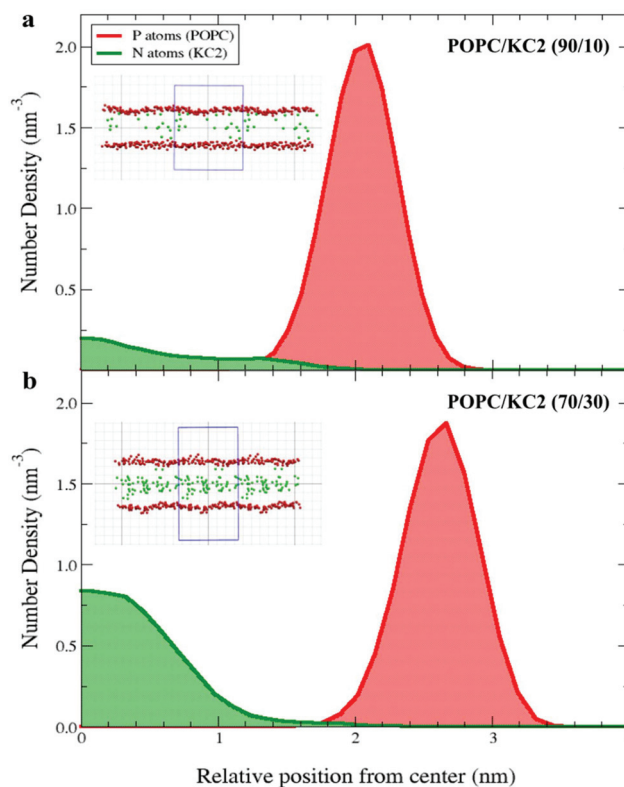 a
P atoms (POPC)
N atoms (KC2)
POPC/KC2 (90/10)
2.0
1.5
1.0
0.5
Number Density (nm⁻³)
b
POPC/KC2 (70/30)
2.0
1.5
1.0
0.5
0.0
Number Density (nm⁻³)
0 1 2 3
Relative position from center (nm)